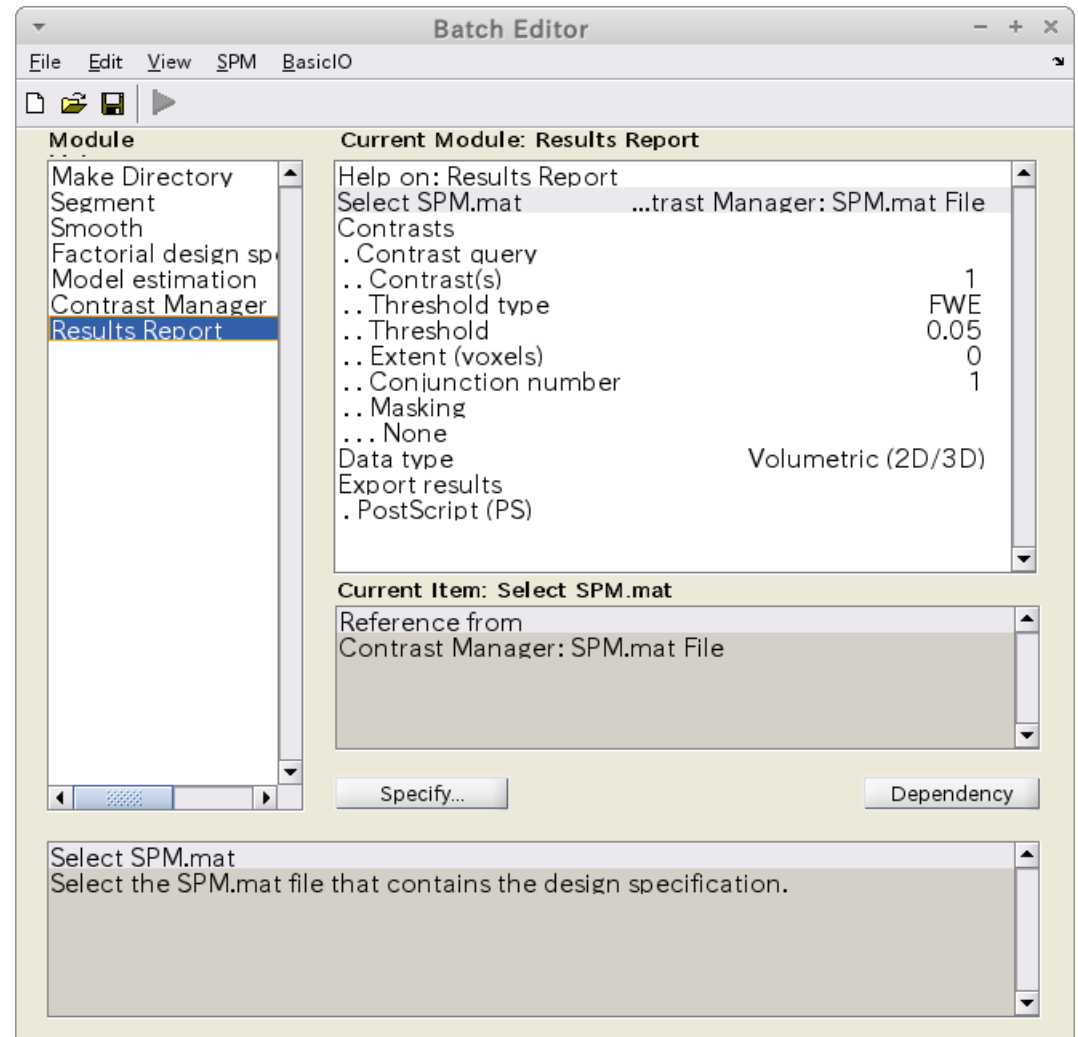 Batch Editor
File Edit View SPM BasicIO
Module
Current Module: Results Report
Make Directory
Segment
Smooth
Factorial design sp
Model estimation
Contrast Manager
Results Report
Help on: Results Report
Select SPM.mat ...trast Manager: SPM.mat File
Contrasts
. Contrast query
. . Contrast(s) 1
. . Threshold type FWE
. . Threshold 0.05
. . Extent (voxels) 0
. . Conjunction number 1
. . Masking
. . . None
Data type Volumetric (2D/3D)
Export results
. PostScript (PS)
Current Item: Select SPM.mat
Reference from
Contrast Manager: SPM.mat File
Specify...
Dependency
Select SPM.mat
Select the SPM.mat file that contains the design specification.